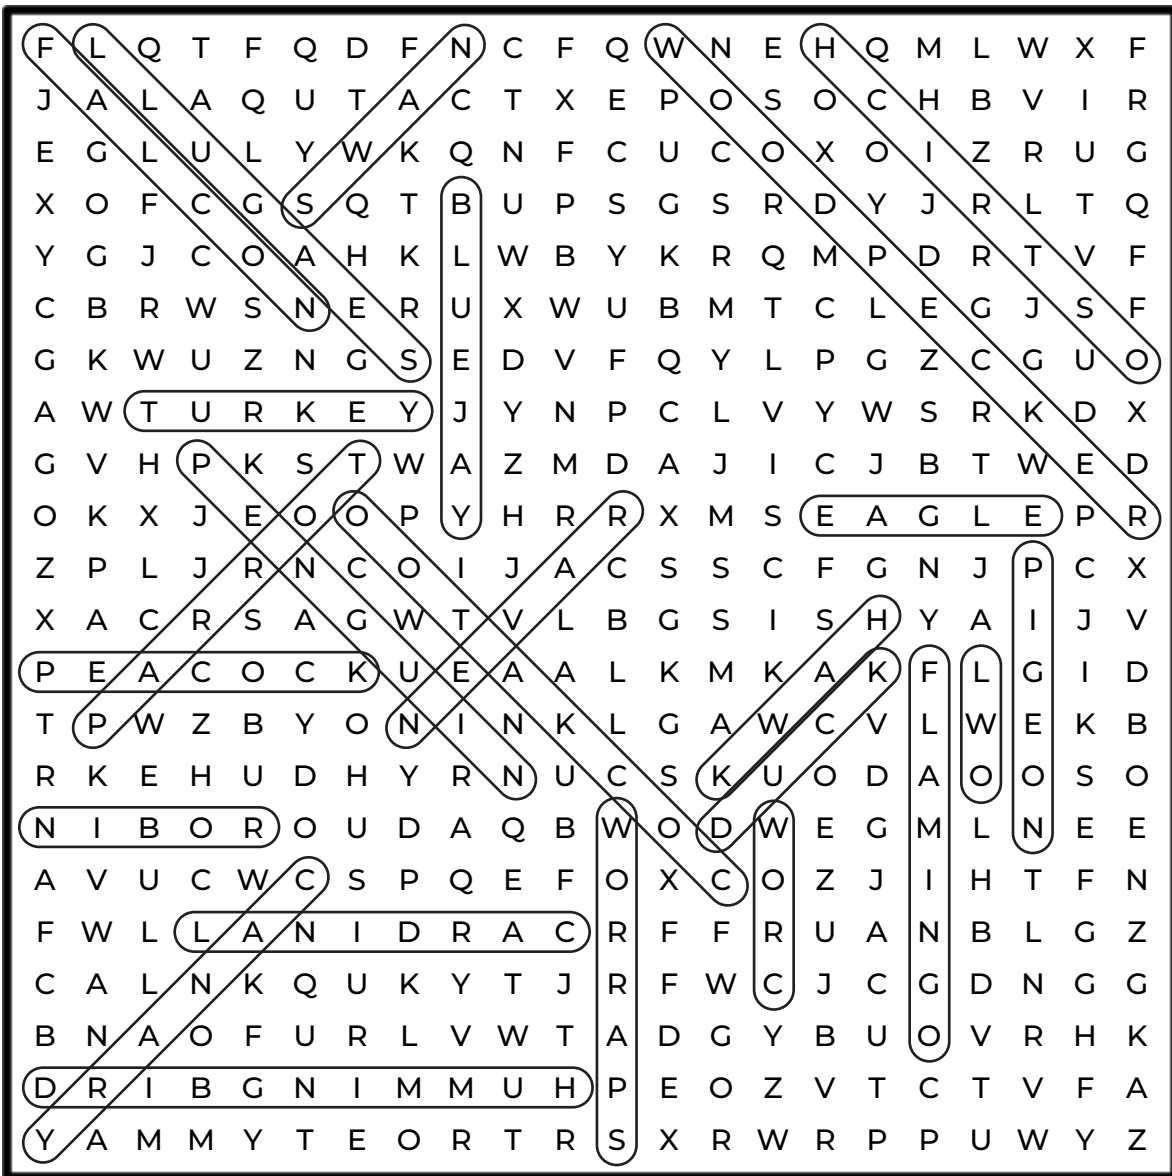 F L Q T F Q D F N C F Q W N E H Q M L W X F
J A L A Q U T A C T X E P O S O C H B V I R
E G L U L Y W K Q N F C U C O X O I Z R U G
X O F C G S Q T B U P S G S R D Y J R L T Q
Y G J C O A H K L W B Y K R Q M P D R T V F
C B R W S N E R U X W U B M T C L E G J S F
G K W U Z N G S E D V F Q Y L P G Z C G U O
A W T U R K E Y J Y N P C L V Y W S R K D X
G V H P K S T W A Z M D A J I C J B T W E D
O K X J E O O P Y H R R X M S E A G L E P R
Z P L J R N C O I J A C S S C F G N J P C X
X A C R S A G W T V L B G S I S H Y A I J V
P E A C O C K U E A A L K M K A K F L G I D
T P W Z B Y O N I N K L G A W C V L W E K B
R K E H U D H Y R N U C S K U O D A O O S O
N I B O R O U D A Q B W O D W E G M L N E E
A V U C W C S P Q E F O X C O Z J I H T F N
F W L L A N I D R A C R F F R U A N B L G Z
C A L N K Q U K Y T J R F W C J C G D N G G
B N A O F U R L V W T A D G Y B U O V R H K
D R I B G N I M M U H P E O Z V T C T V F A
Y A M M Y T E O R T R S X R W R P P U W Y Z